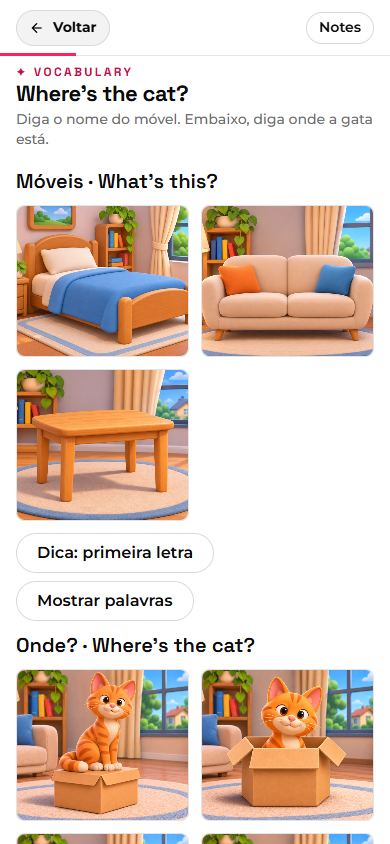 ← Voltar
Notes
✦ VOCABULARY
Where's the cat?
Diga o nome do móvel. Embaixo, diga onde a gata
está.
Móveis · What's this?
Dica: primeira letra
Mostrar palavras
Onde? · Where's the cat?